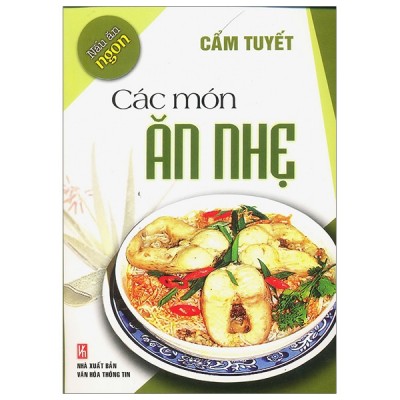 Nấu ăn
ngon
CẨM TUYẾT
Các món
ĂN NHẸ
NHÀ XUẤT BẢN
VĂN HÓA THÔNG TIN